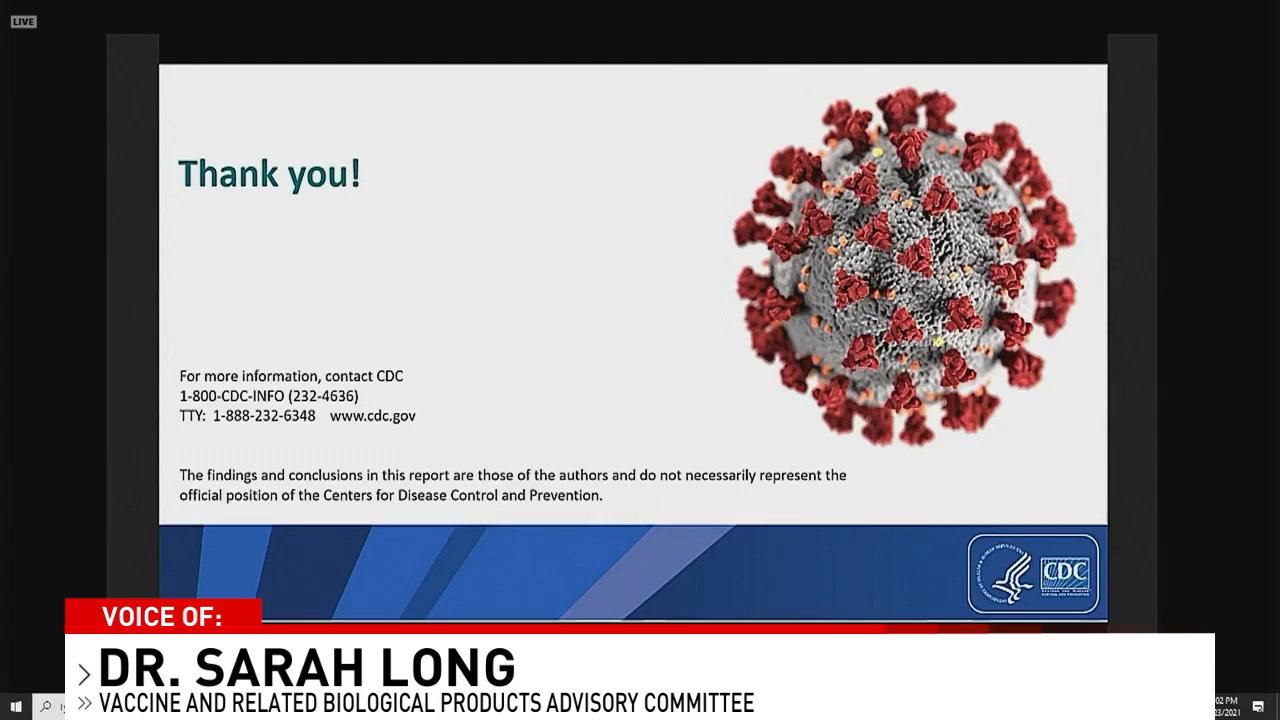 LIVE
Thank you!
For more information, contact CDC
1-800-CDC-INFO (232-4636)
TTY: 1-888-232-6348 www.cdc.gov
The findings and conclusions in this report are those of the authors and do not necessarily represent the
official position of the Centers for Disease Control and Prevention.
CDC
VOICE OF:
DR. SARAH LONG
VACCINE AND RELATED BIOLOGICAL PRODUCTS ADVISORY COMMITTEE